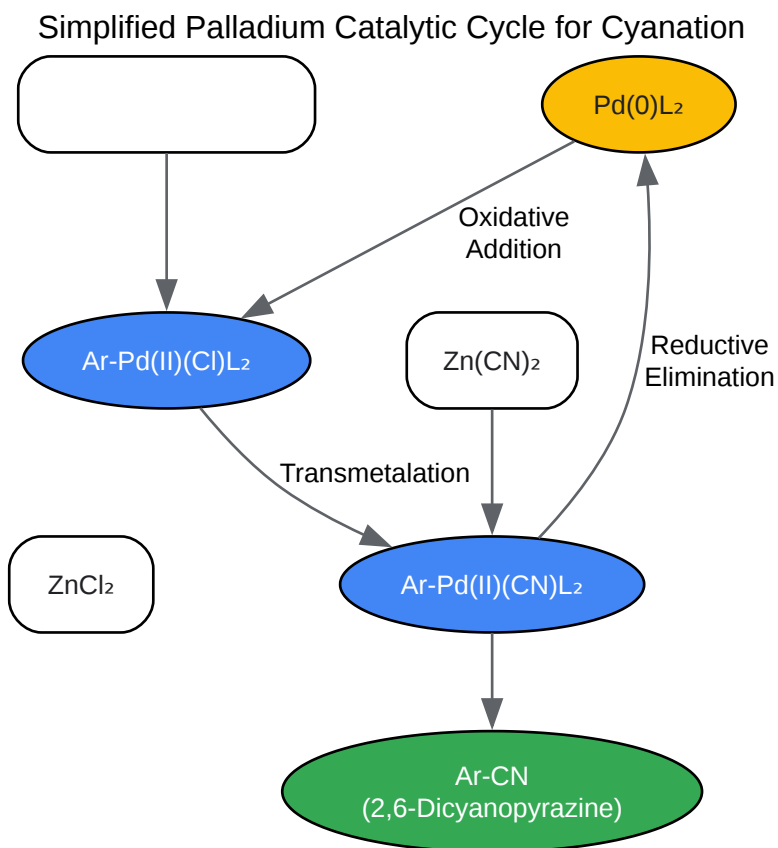 Simplified Palladium Catalytic Cycle for Cyanation
Pd(0)L₂
Oxidative
Addition
Ar-Pd(II)(Cl)L₂
Zn(CN)₂
Reductive
Elimination
Transmetalation
ZnCl₂
Ar-Pd(II)(CN)L₂
Ar-CN
(2,6-Dicyanopyrazine)